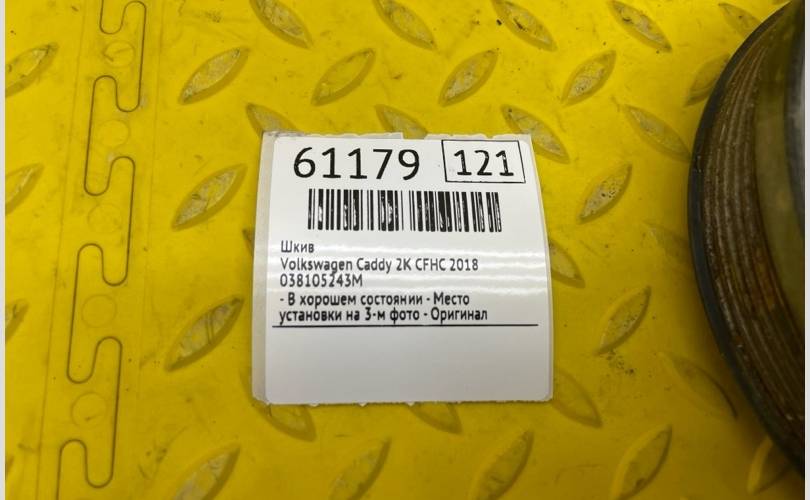 61179 121
Шкив
Volkswagen Caddy 2K CFHC 2018
038105243M
- В хорошем состоянии - Место
установки на 3-м фото - Оригинал